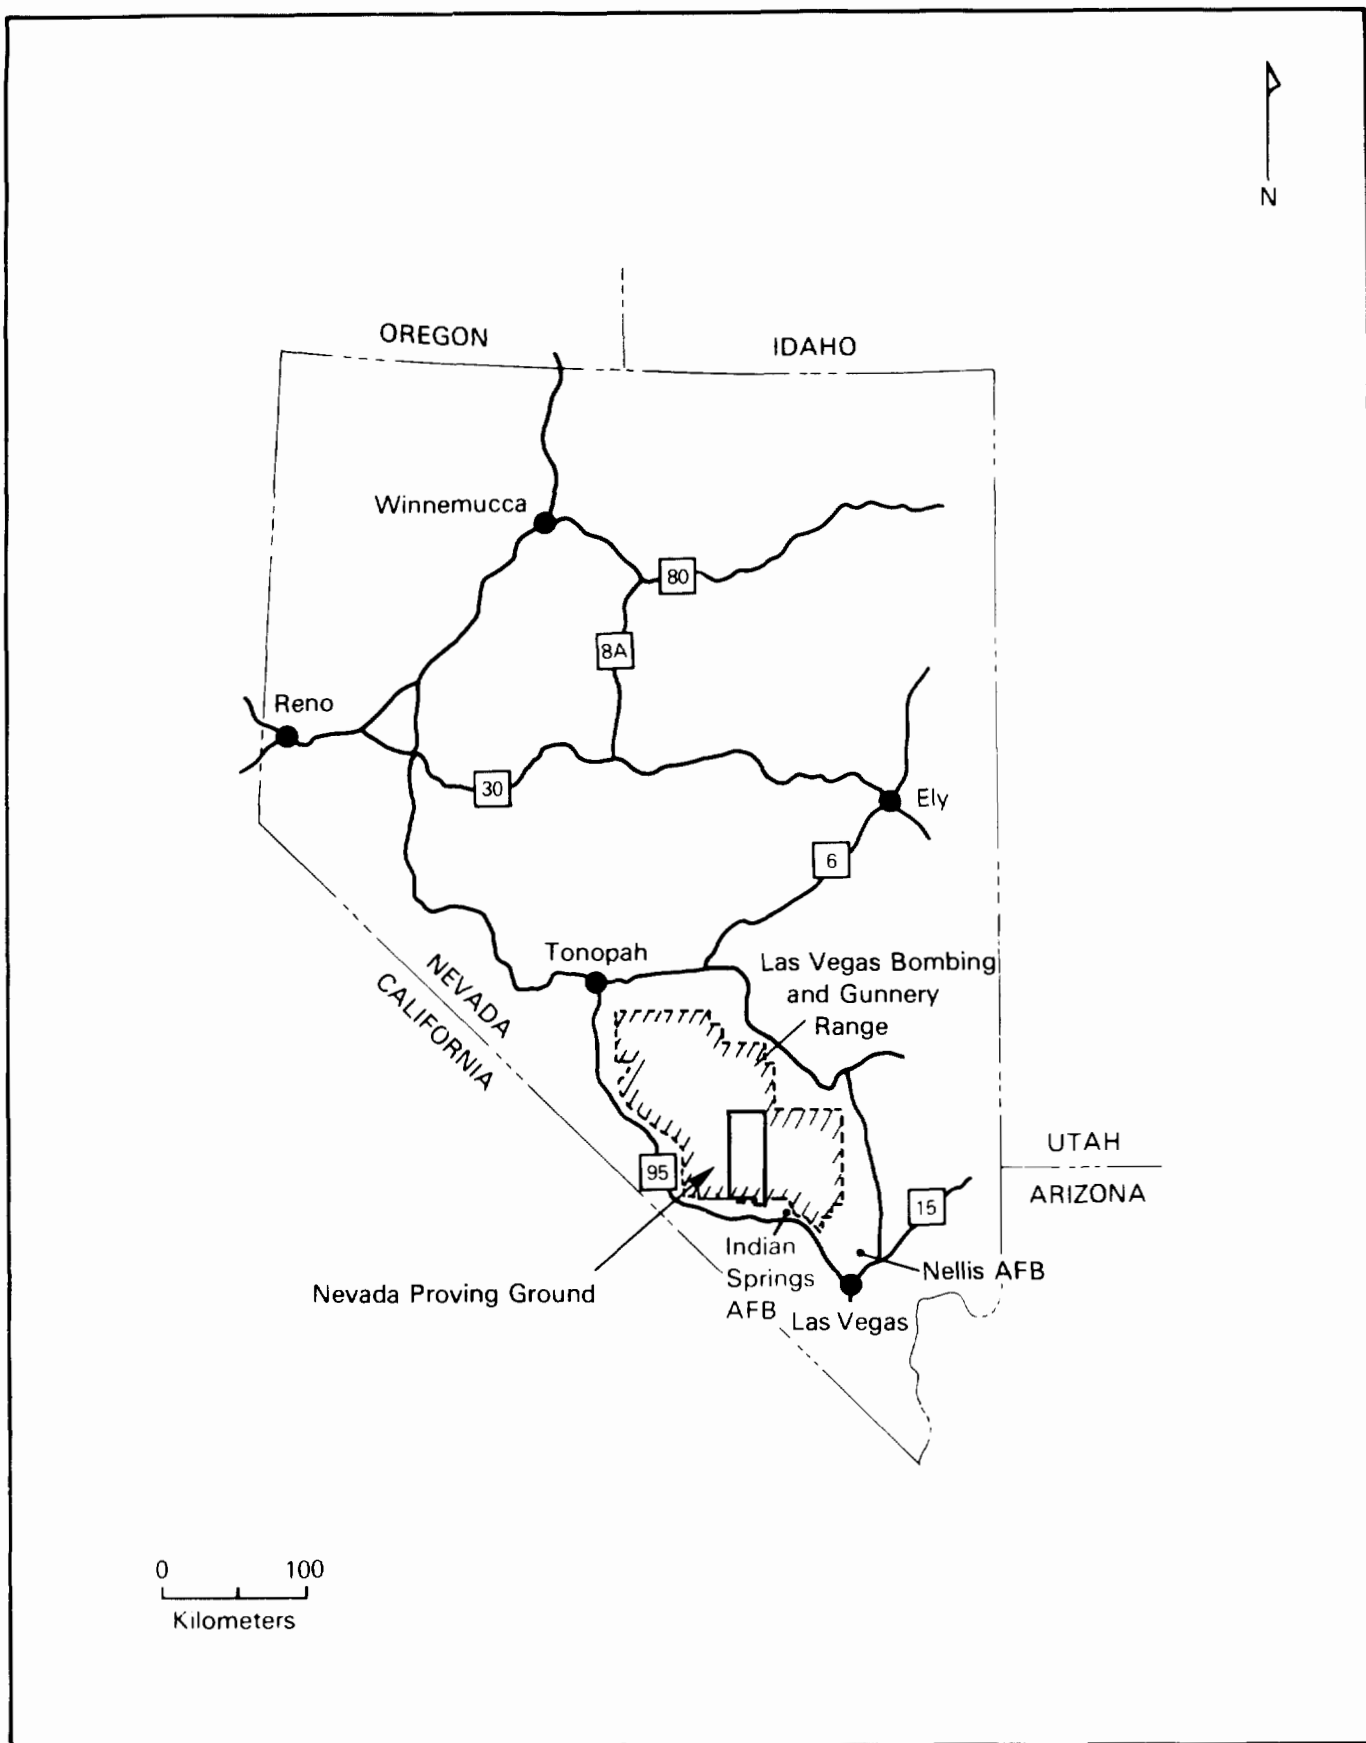 N
OREGON
IDAHO
Winnemucca
80
8A
Reno
30
Ely
6
Tonopah
Las Vegas Bombing
and Gunnery
Range
NEVADA
CALIFORNIA
UTAH
95
ARIZONA
15
Indian
Springs
AFB
Nellis AFB
Nevada Proving Ground
Las Vegas
0 100
Kilometers